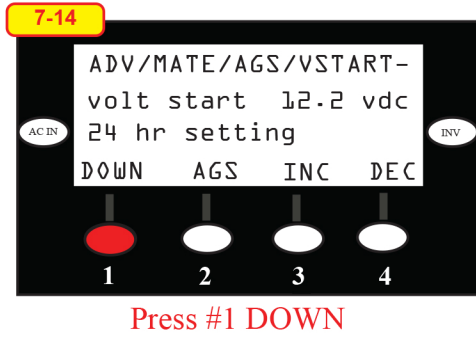 7-14
ADV/MATE/AGS/VSTART-
volt start 12.2 vdc
AC IN
24 hr setting
INV
DOWN AGS INC DEC
1 2 3 4
Press #1 DOWN